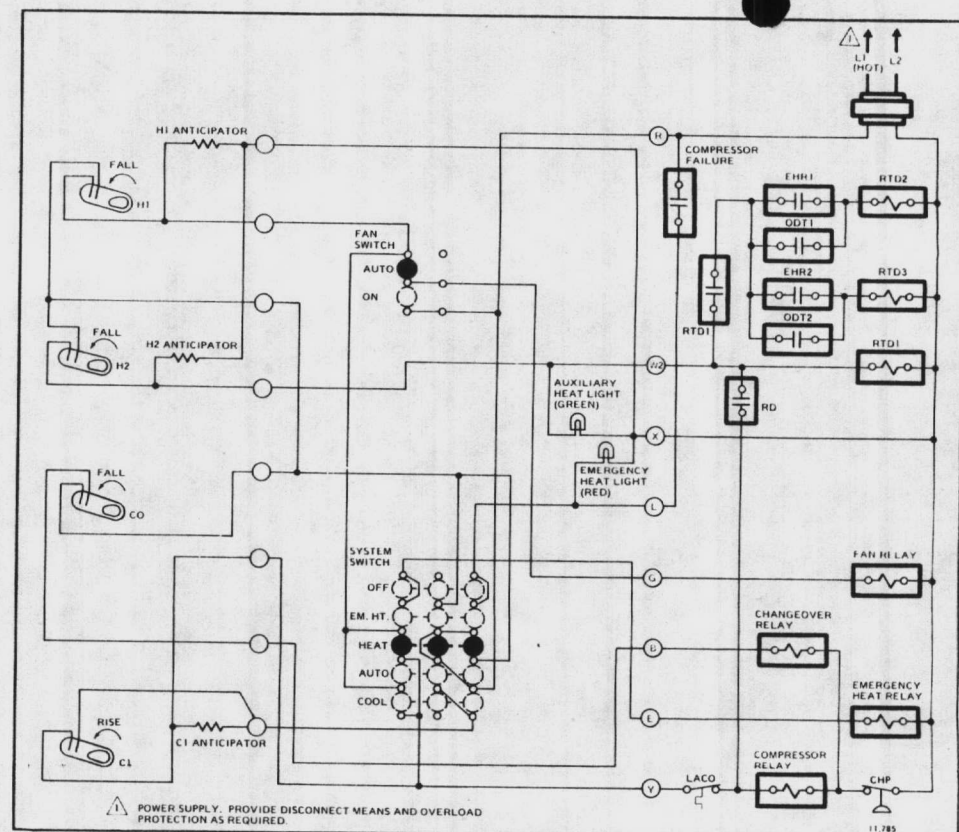 ⚠ L1 L2
(HOT)
H1 ANTICIPATOR
R
COMPRESSOR
FAILURE
FALL
H1
EHR1
RTD2
ODT1
FAN
SWITCH
AUTO
ON
EHR2
RTD3
ODT2
FALL
H2
H2 ANTICIPATOR
RTD1
RTD1
W2
AUXILIARY
HEAT LIGHT
(GREEN)
RD
X
EMERGENCY
HEAT LIGHT
(RED)
FALL
CO
L
SYSTEM
SWITCH
FAN RELAY
G
OFF
EM. HT.
CHANGEOVER
RELAY
HEAT
B
AUTO
EMERGENCY
HEAT RELAY
COOL
E
RISE
C1
C1 ANTICIPATOR
COMPRESSOR
RELAY
Y
LACO
CHP
⚠ POWER SUPPLY. PROVIDE DISCONNECT MEANS AND OVERLOAD
PROTECTION AS REQUIRED.
11.785